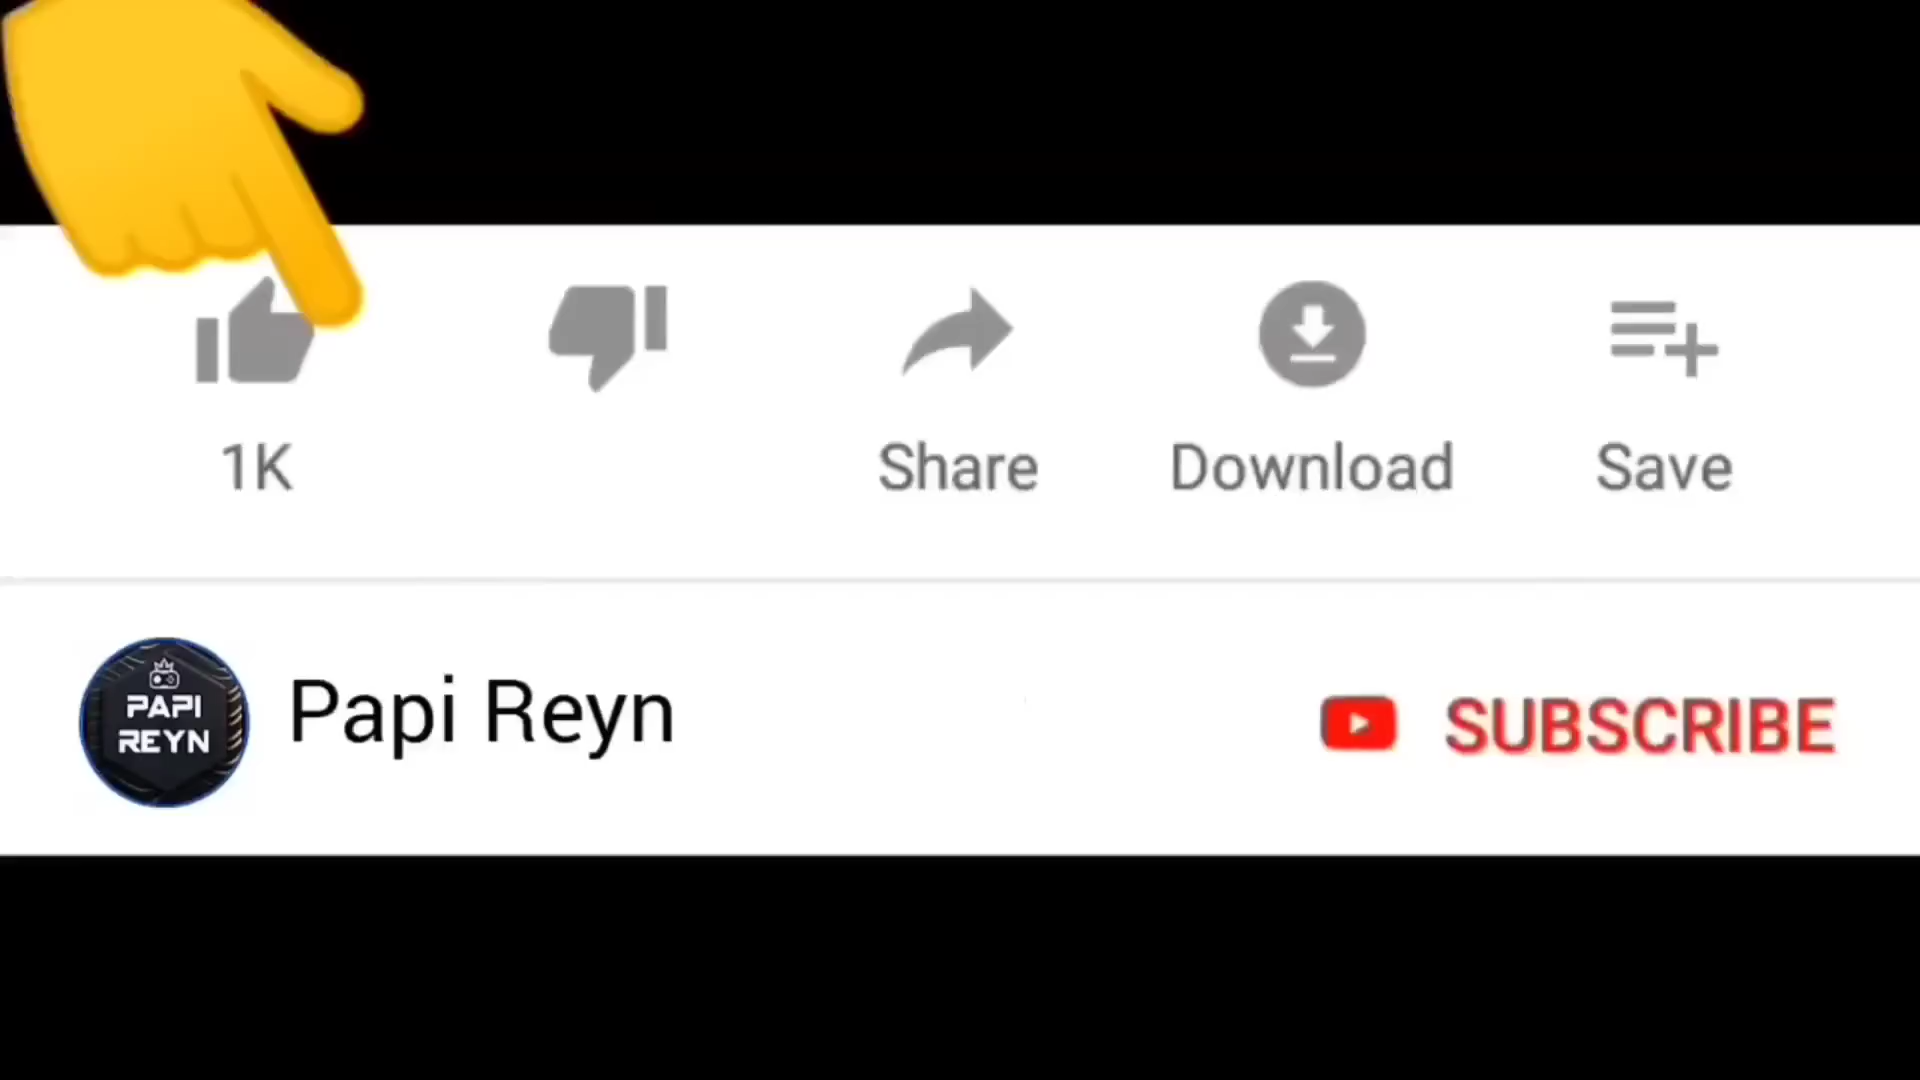 1K
Share
Download
Save
PAPI
REYN
Papi Reyn
SUBSCRIBE